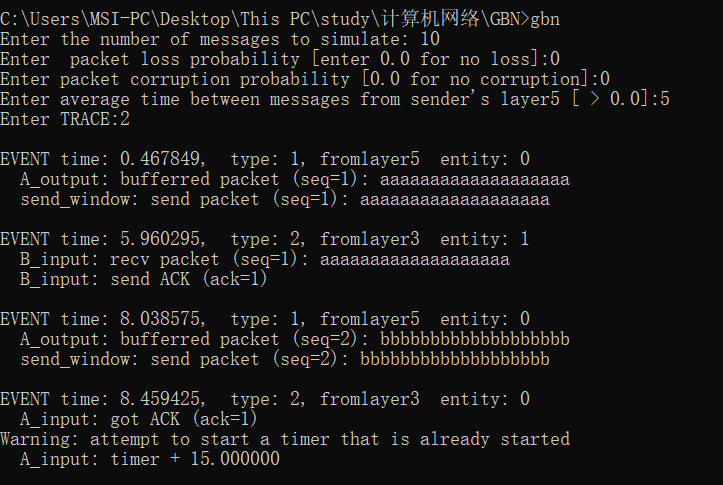 C:\Users\MSI-PC\Desktop\This PC\study\计算机网络\GBN>gbn
Enter the number of messages to simulate: 10
Enter  packet loss probability [enter 0.0 for no loss]:0
Enter packet corruption probability [0.0 for no corruption]:0
Enter average time between messages from sender's layer5 [ > 0.0]:5
Enter TRACE:2
EVENT time: 0.467849,  type: 1, fromlayer5  entity: 0
  A_output: bufferred packet (seq=1): aaaaaaaaaaaaaaaaaaa
  send_window: send packet (seq=1): aaaaaaaaaaaaaaaaaaa
EVENT time: 5.960295,  type: 2, fromlayer3  entity: 1
  B_input: recv packet (seq=1): aaaaaaaaaaaaaaaaaaa
  B_input: send ACK (ack=1)
EVENT time: 8.038575,  type: 1, fromlayer5  entity: 0
  A_output: bufferred packet (seq=2): bbbbbbbbbbbbbbbbbbb
  send_window: send packet (seq=2): bbbbbbbbbbbbbbbbbbb
EVENT time: 8.459425,  type: 2, fromlayer3  entity: 0
  A_input: got ACK (ack=1)
Warning: attempt to start a timer that is already started
  A_input: timer + 15.000000